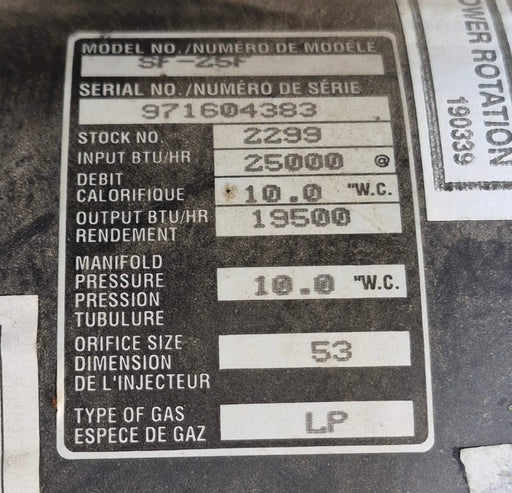 MODEL NO./NUMÉRO DE MODÈLE
SF-25F
SERIAL NO./NUMÉRO DE SÉRIE
971604383
STOCK NO. 2299
INPUT BTU/HR 25000 @
DEBIT
CALORIFIQUE 10.0 "W.C.
OUTPUT BTU/HR 19500
RENDEMENT
MANIFOLD
PRESSURE 10.0 "W.C.
PRESSION
TUBULURE
ORIFICE SIZE 53
DIMENSION
DE L'INJECTEUR
TYPE OF GAS LP
ESPECE DE GAZ
OWER ROTATION
190339